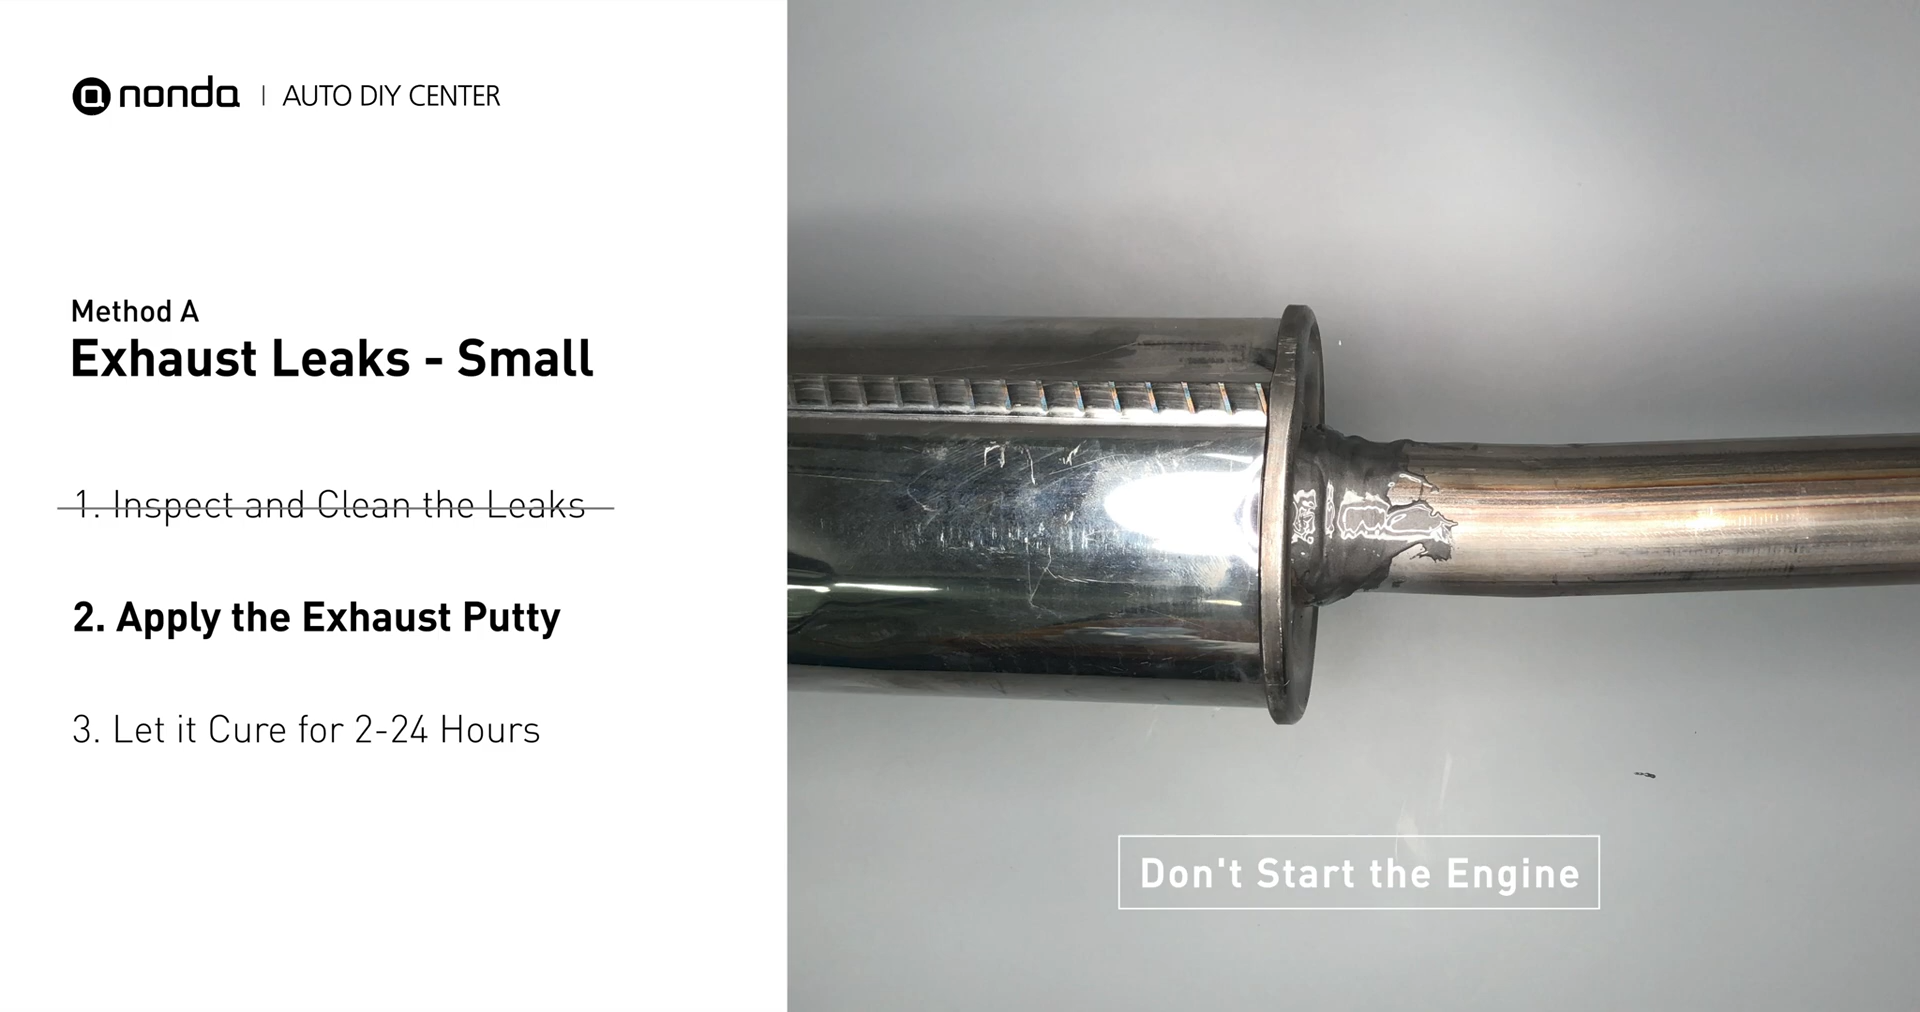 nonda | AUTO DIY CENTER
Method A
Exhaust Leaks - Small
1. Inspect and Clean the Leaks
2. Apply the Exhaust Putty
3. Let it Cure for 2-24 Hours
Don't Start the Engine